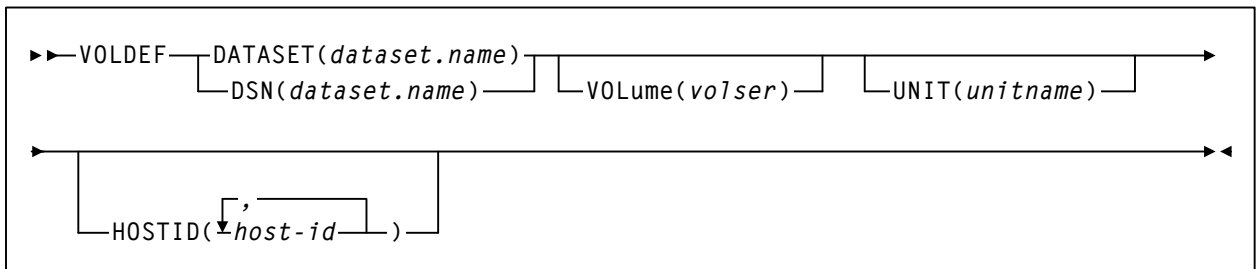 VOLDEF DATASET(dataset.name)
DSN(dataset.name) VOLume(volser) UNIT(unitname)
,
HOSTID( host-id )